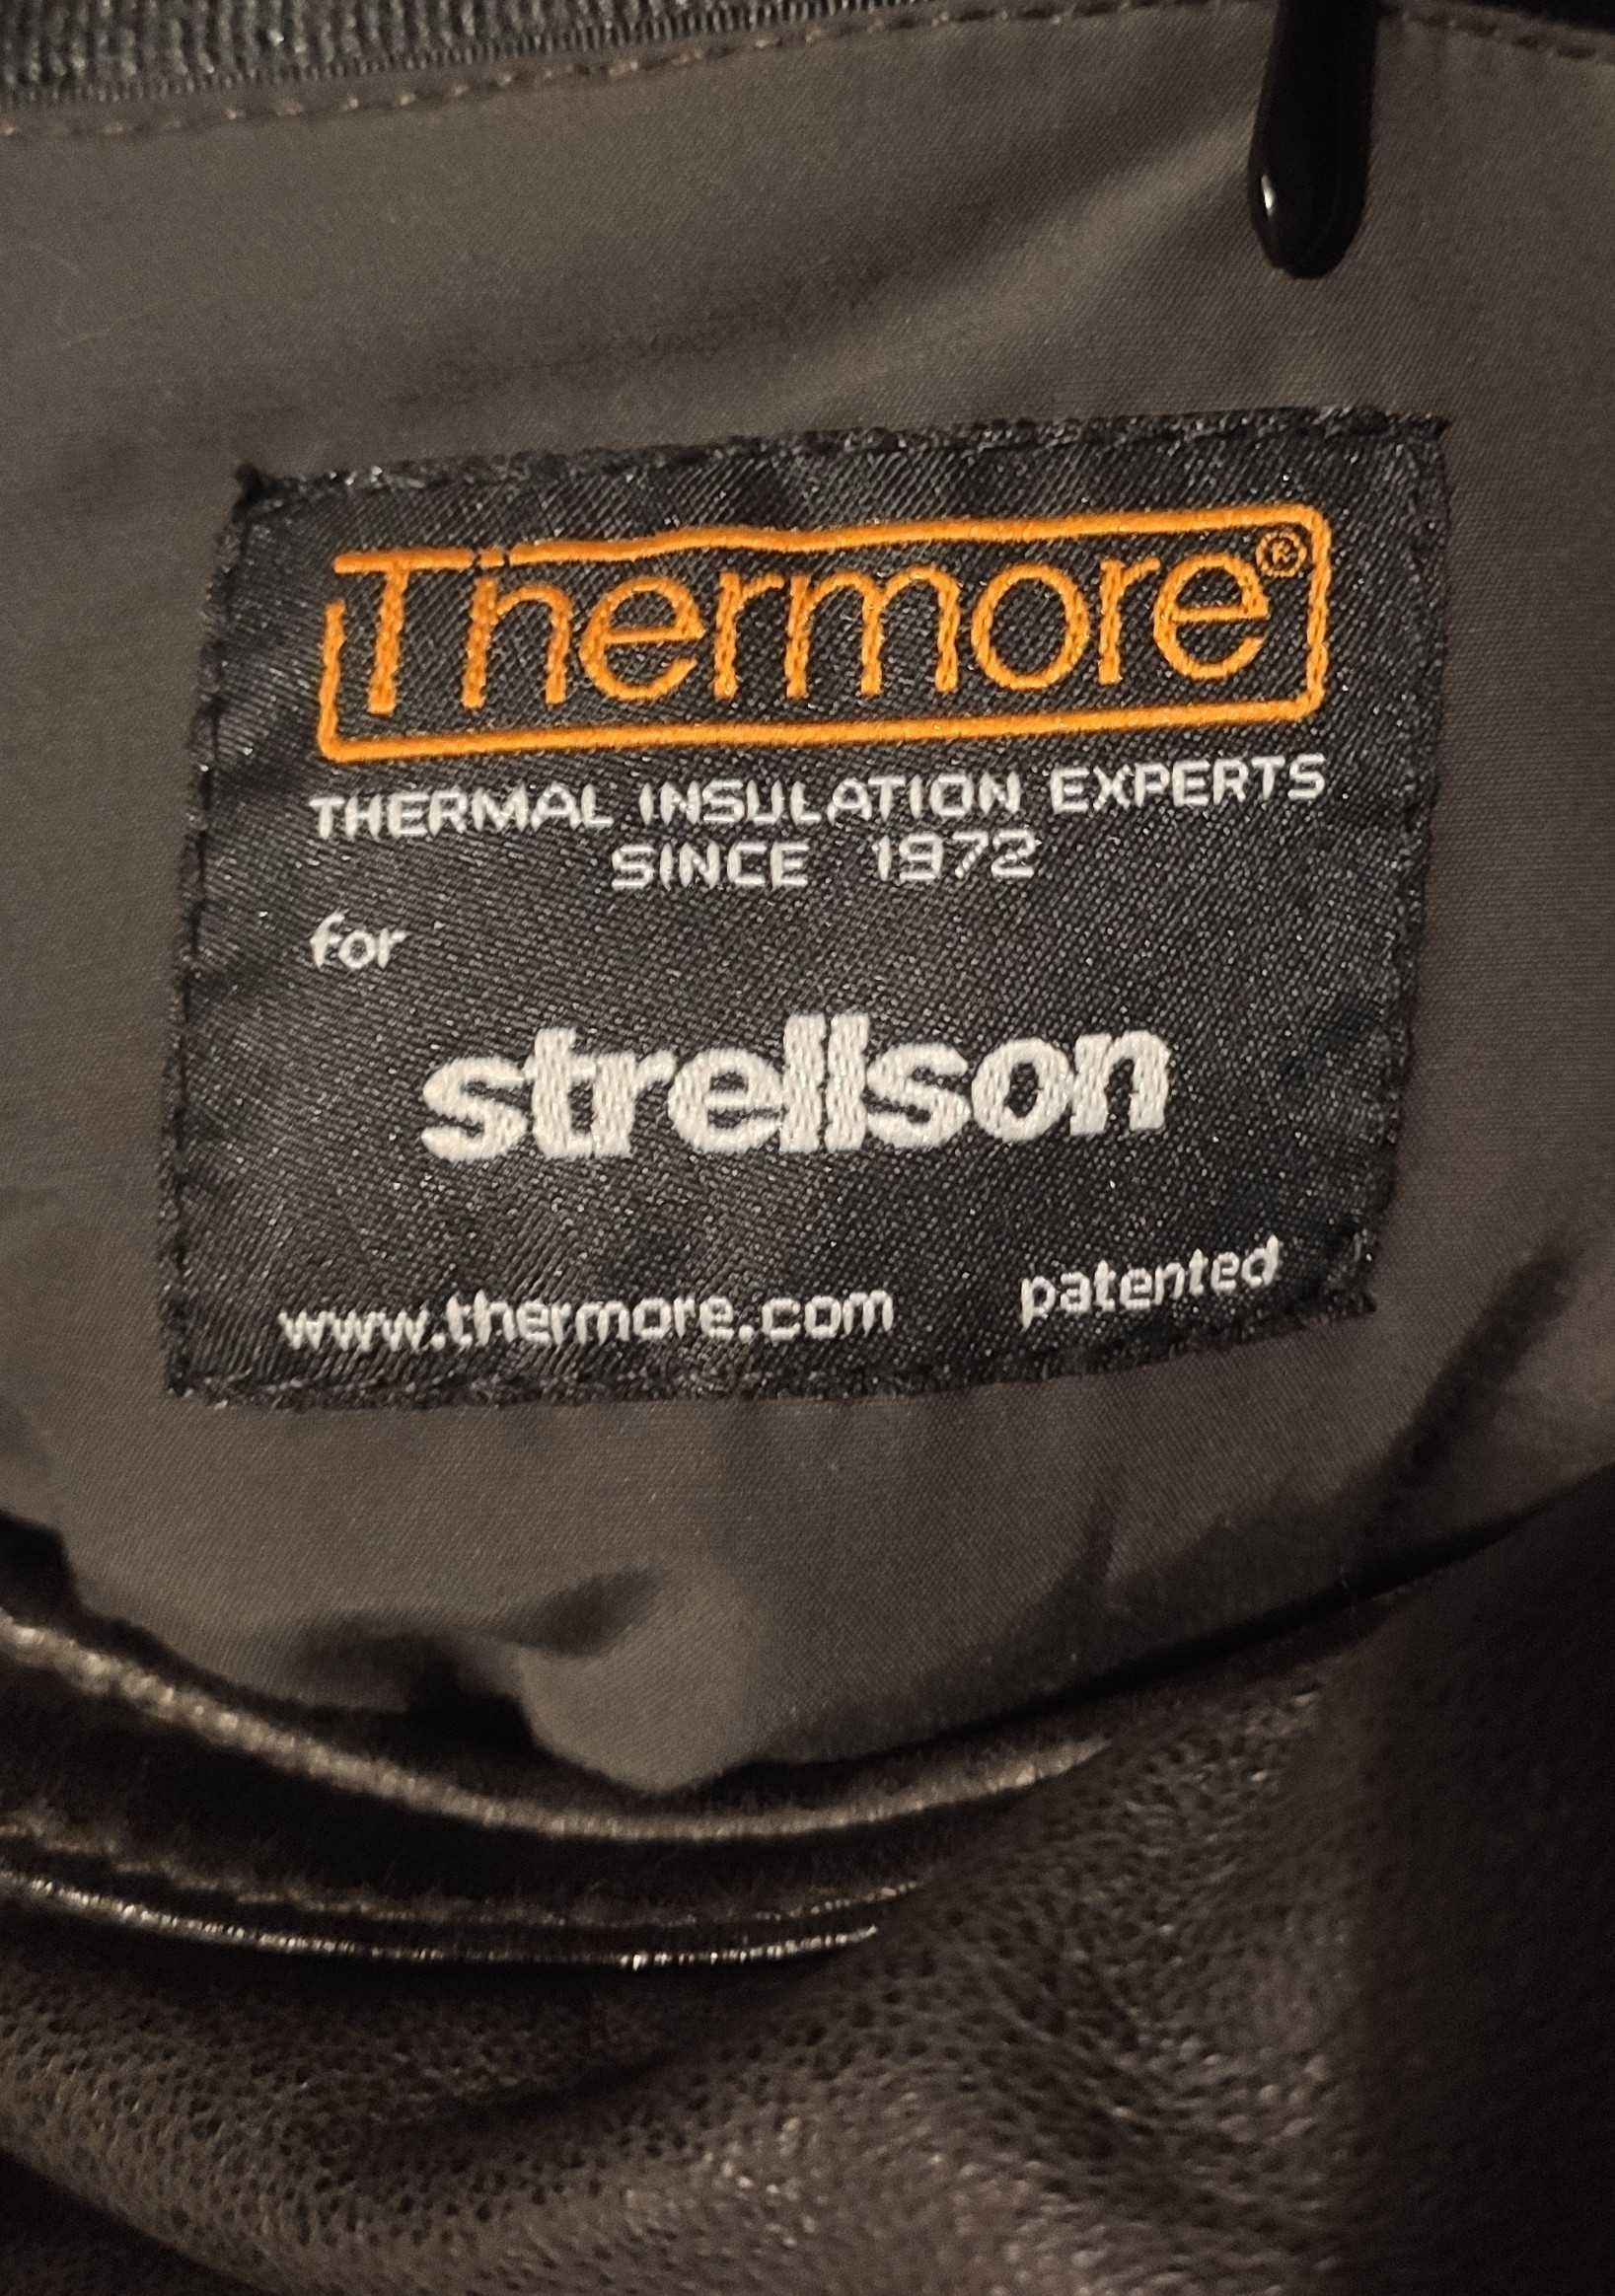 Thermore®
THERMAL INSULATION EXPERTS
SINCE 1972
for
strellson
www.thermore.com patented